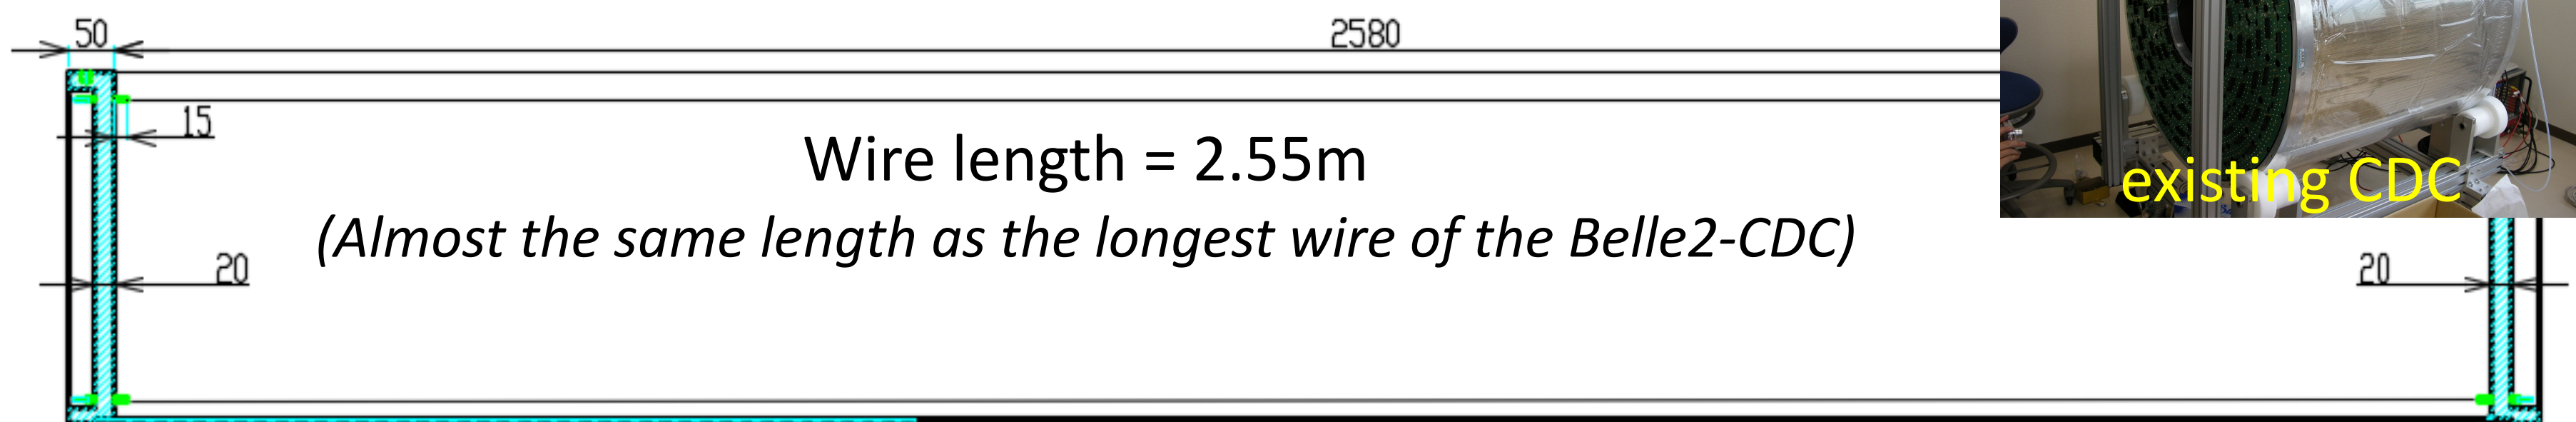 50
2580
15
Wire length = 2.55m
existing CDC
(Almost the same length as the longest wire of the Belle2-CDC)
20
20